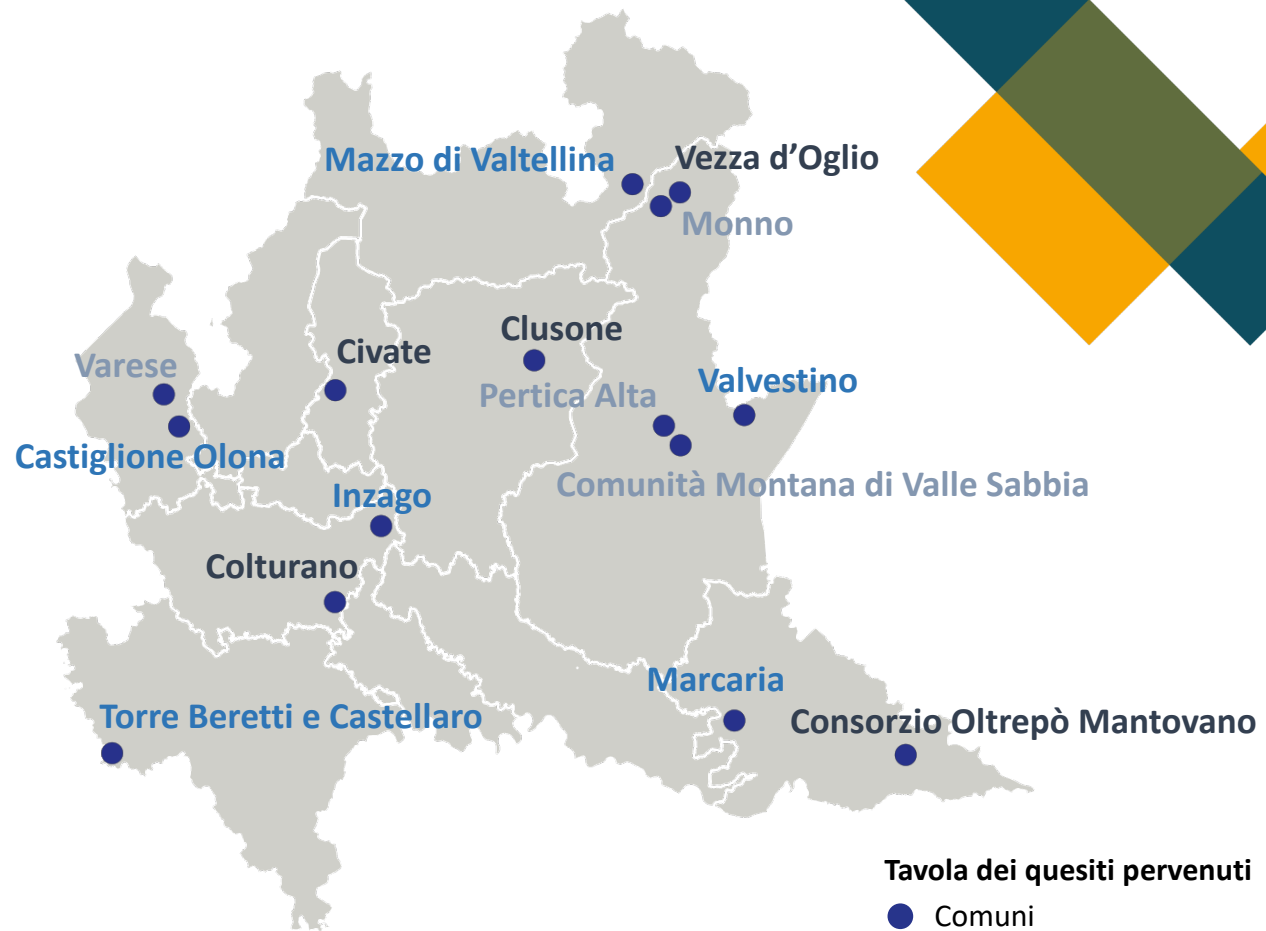 Mazzo di Valtellina
Vezza d’Oglio
Monno
Clusone
Civate
Varese
Pertica Alta
Valvestino
Castiglione Olona
Comunità Montana di Valle Sabbia
Inzago
Colturano
Marcaria
Torre Beretti e Castellaro
Consorzio Oltrepò Mantovano
Tavola dei quesiti pervenuti
Comuni